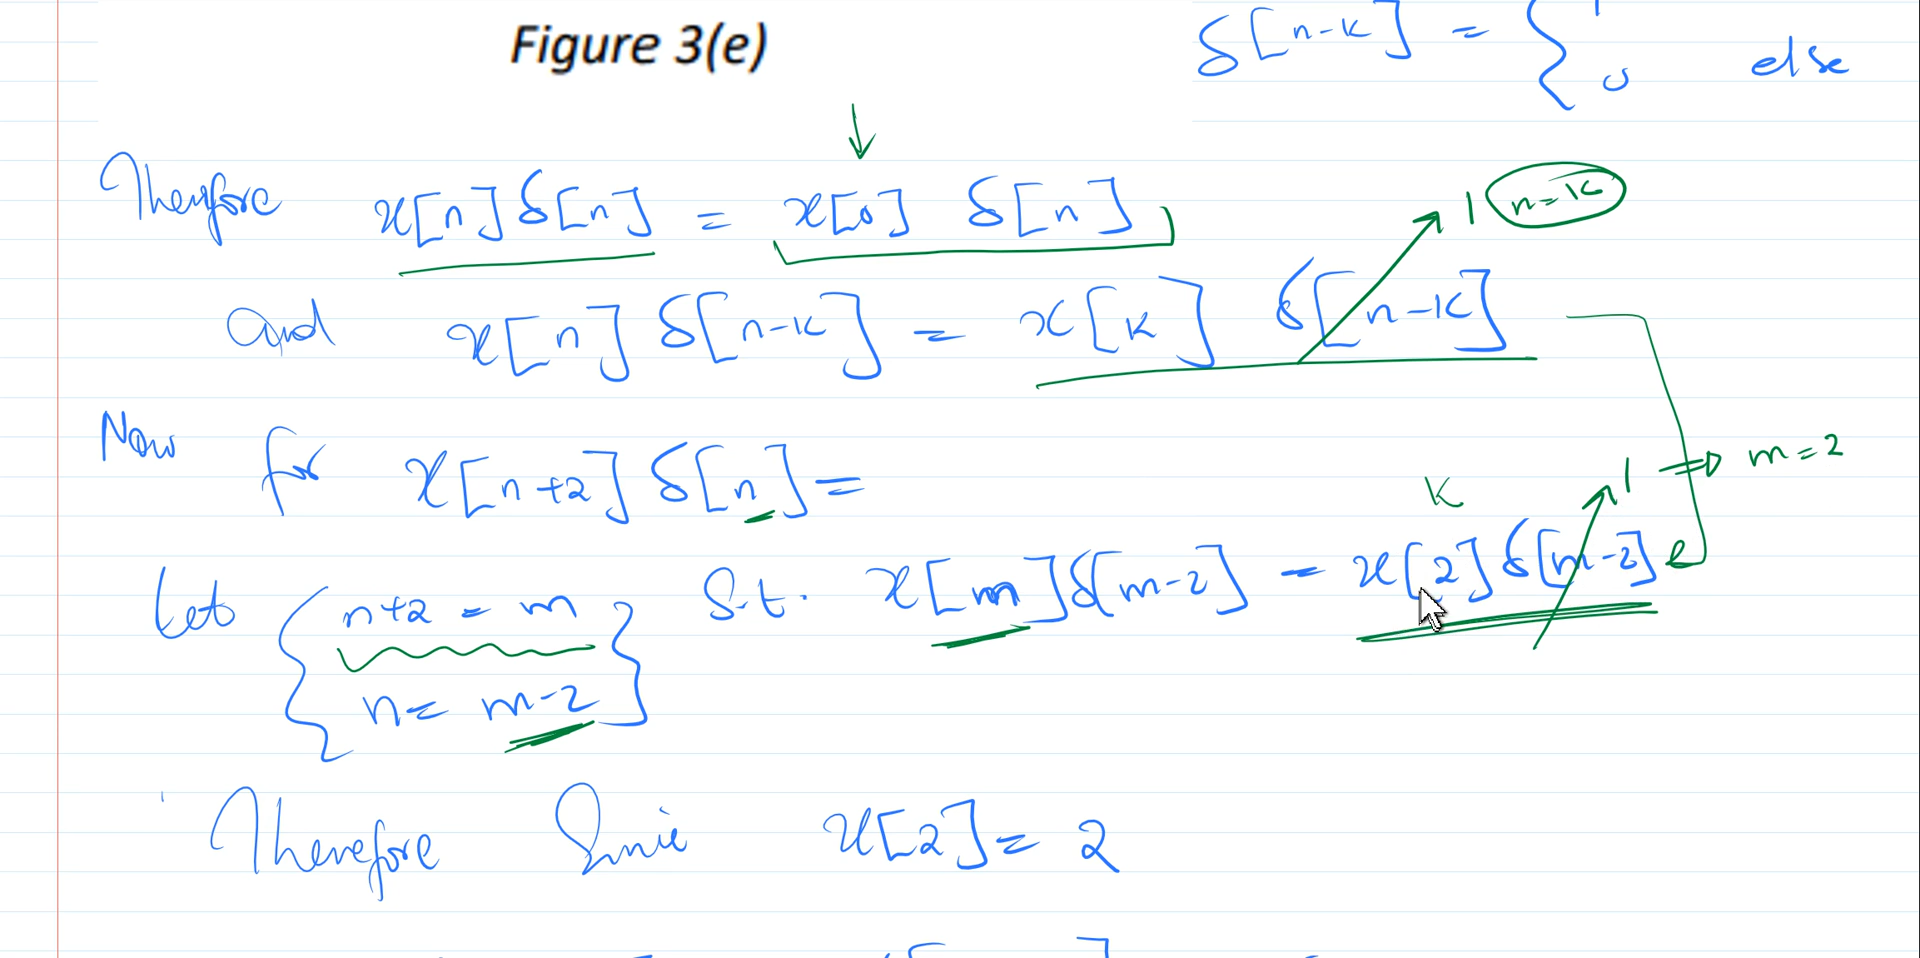 Figure 3(e)
δ[n-k] = { 1
0 else
Therefore x[n] δ[n] = x[0] δ[n]
1 n=k
and x[n] δ[n-k] = x[k] δ[n-k]
Now for x[n+2] δ[n] =
1 ⇒ m=2
k
Let { n+2 = m s.t. x[m] δ[m-2] = x[2] δ[m-2]
n = m-2 }
Therefore Since x[2] = 2